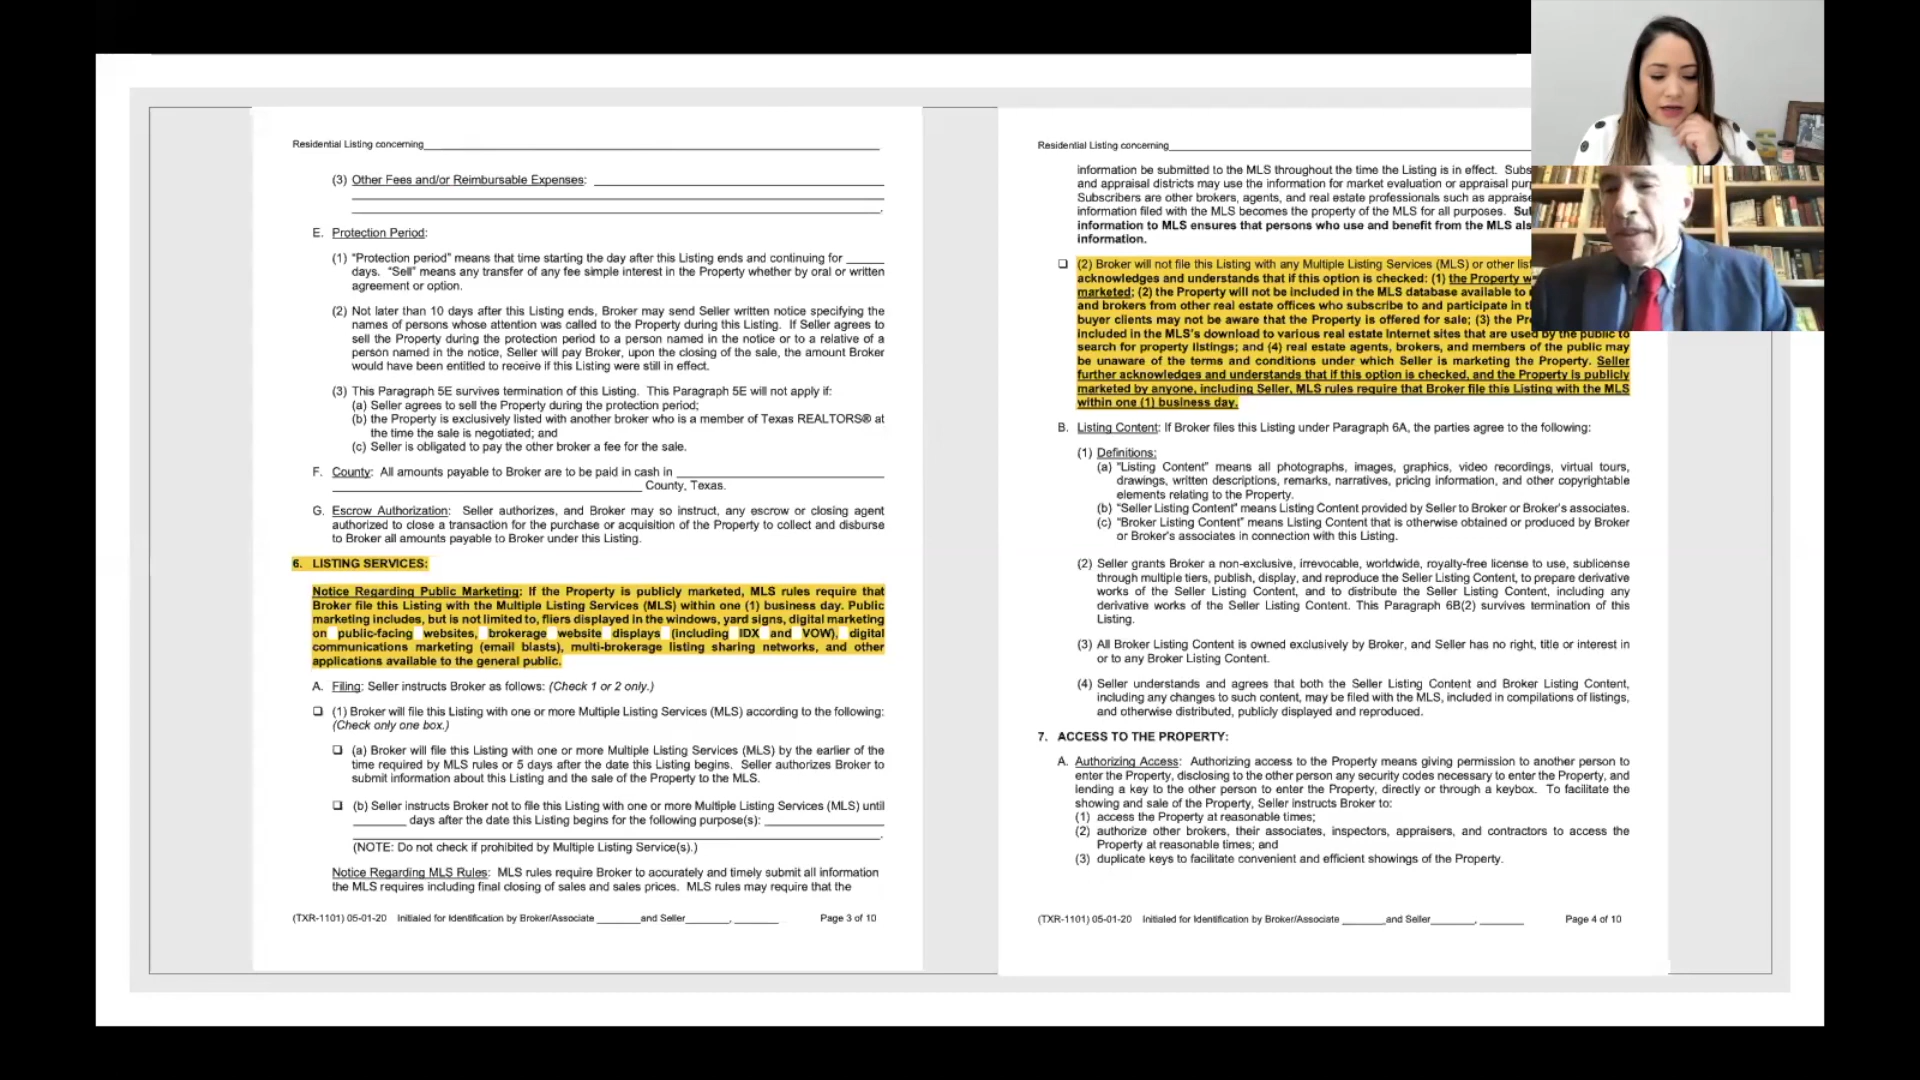 Residential Listing concerning
(3) Other Fees and/or Reimbursable Expenses:
E. Protection Period:
(1) "Protection period" means that time starting the day after this Listing ends and continuing for ______
days. "Sell" means any transfer of any fee simple interest in the Property whether by oral or written
agreement or option.
(2) Not later than 10 days after this Listing ends, Broker may send Seller written notice specifying the
names of persons whose attention was called to the Property during this Listing. If Seller agrees to
sell the Property during the protection period to a person named in the notice or to a relative of a
person named in the notice, Seller will pay Broker, upon the closing of the sale, the amount Broker
would have been entitled to receive if this Listing were still in effect.
(3) This Paragraph 5E survives termination of this Listing. This Paragraph 5E will not apply if:
(a) Seller agrees to sell the Property during the protection period;
(b) the Property is exclusively listed with another broker who is a member of Texas REALTORS® at
the time the sale is negotiated; and
(c) Seller is obligated to pay the other broker a fee for the sale.
F. County: All amounts payable to Broker are to be paid in cash in
County, Texas.
G. Escrow Authorization: Seller authorizes, and Broker may so instruct, any escrow or closing agent
authorized to close a transaction for the purchase or acquisition of the Property to collect and disburse
to Broker all amounts payable to Broker under this Listing.
6. LISTING SERVICES:
Notice Regarding Public Marketing: If the Property is publicly marketed, MLS rules require that
Broker file this Listing with the Multiple Listing Services (MLS) within one (1) business day. Public
marketing includes, but is not limited to, fliers displayed in the windows, yard signs, digital marketing
on public-facing websites, brokerage website displays (including IDX and VOW), digital
communications marketing (email blasts), multi-brokerage listing sharing networks, and other
applications available to the general public.
A. Filing: Seller instructs Broker as follows: (Check 1 or 2 only.)
❑ (1) Broker will file this Listing with one or more Multiple Listing Services (MLS) according to the following:
(Check only one box.)
❑ (a) Broker will file this Listing with one or more Multiple Listing Services (MLS) by the earlier of the
time required by MLS rules or 5 days after the date this Listing begins. Seller authorizes Broker to
submit information about this Listing and the sale of the Property to the MLS.
❑ (b) Seller instructs Broker not to file this Listing with one or more Multiple Listing Services (MLS) until
________ days after the date this Listing begins for the following purpose(s):
(NOTE: Do not check if prohibited by Multiple Listing Service(s).)
Notice Regarding MLS Rules: MLS rules require Broker to accurately and timely submit all information
the MLS requires including final closing of sales and sales prices. MLS rules may require that the
(TXR-1101) 05-01-20 Initialed for Identification by Broker/Associate ________and Seller________, ________ Page 3 of 10
Residential Listing concerning
information be submitted to the MLS throughout the time the Listing is in effect. Subs
and appraisal districts may use the information for market evaluation or appraisal pur
Subscribers are other brokers, agents, and real estate professionals such as appraise
information filed with the MLS becomes the property of the MLS for all purposes. Su
information to MLS ensures that persons who use and benefit from the MLS als
information.
❑ (2) Broker will not file this Listing with any Multiple Listing Services (MLS) or other list
acknowledges and understands that if this option is checked: (1) the Property w
marketed; (2) the Property will not be included in the MLS database available to
and brokers from other real estate offices who subscribe to and participate in t
buyer clients may not be aware that the Property is offered for sale; (3) the Pr
included in the MLS's download to various real estate Internet sites that are used by the public to
search for property listings; and (4) real estate agents, brokers, and members of the public may
be unaware of the terms and conditions under which Seller is marketing the Property. Seller
further acknowledges and understands that if this option is checked, and the Property is publicly
marketed by anyone, including Seller, MLS rules require that Broker file this Listing with the MLS
within one (1) business day.
B. Listing Content: If Broker files this Listing under Paragraph 6A, the parties agree to the following:
(1) Definitions:
(a) "Listing Content" means all photographs, images, graphics, video recordings, virtual tours,
drawings, written descriptions, remarks, narratives, pricing information, and other copyrightable
elements relating to the Property.
(b) "Seller Listing Content" means Listing Content provided by Seller to Broker or Broker's associates.
(c) "Broker Listing Content" means Listing Content that is otherwise obtained or produced by Broker
or Broker's associates in connection with this Listing.
(2) Seller grants Broker a non-exclusive, irrevocable, worldwide, royalty-free license to use, sublicense
through multiple tiers, publish, display, and reproduce the Seller Listing Content, to prepare derivative
works of the Seller Listing Content, and to distribute the Seller Listing Content, including any
derivative works of the Seller Listing Content. This Paragraph 6B(2) survives termination of this
Listing.
(3) All Broker Listing Content is owned exclusively by Broker, and Seller has no right, title or interest in
or to any Broker Listing Content.
(4) Seller understands and agrees that both the Seller Listing Content and Broker Listing Content,
including any changes to such content, may be filed with the MLS, included in compilations of listings,
and otherwise distributed, publicly displayed and reproduced.
7. ACCESS TO THE PROPERTY:
A. Authorizing Access: Authorizing access to the Property means giving permission to another person to
enter the Property, disclosing to the other person any security codes necessary to enter the Property, and
lending a key to the other person to enter the Property, directly or through a keybox. To facilitate the
showing and sale of the Property, Seller instructs Broker to:
(1) access the Property at reasonable times;
(2) authorize other brokers, their associates, inspectors, appraisers, and contractors to access the
Property at reasonable times; and
(3) duplicate keys to facilitate convenient and efficient showings of the Property.
(TXR-1101) 05-01-20 Initialed for Identification by Broker/Associate ________and Seller________, ________ Page 4 of 10